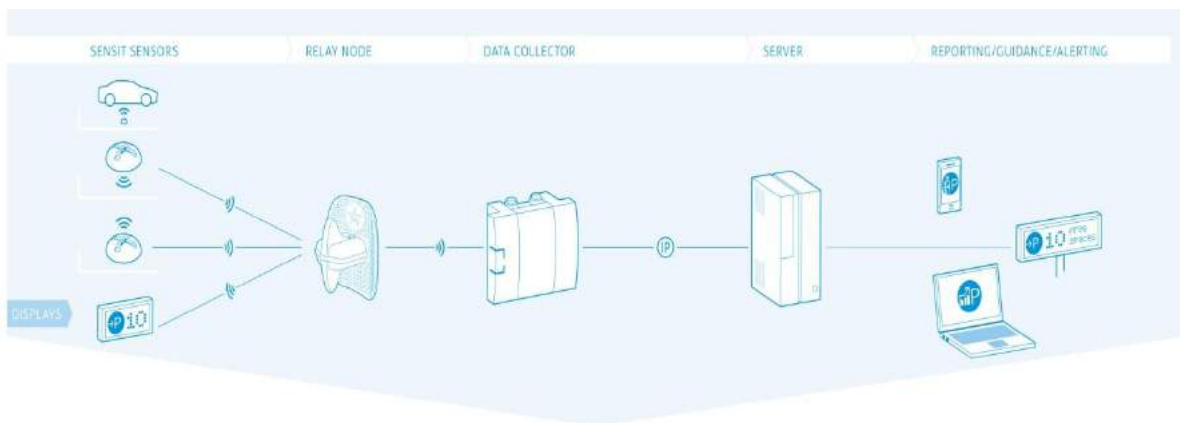 SENSIT SENSORS
RELAY NODE
DATA COLLECTOR
SERVER
REPORTING/GUIDANCE/ALERTING
IP
P
P 10 FREE
SPACES
DISPLAYS
P 10
P